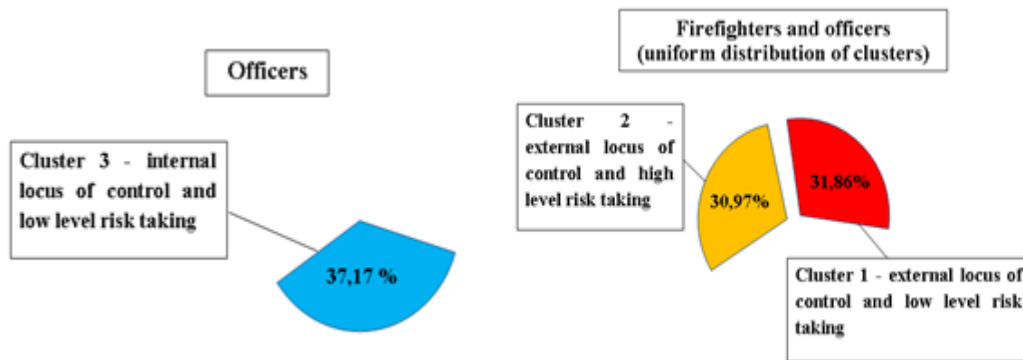 Officers
Cluster 3 - internal
locus of control and
low level risk taking
37,17 %
Firefighters and officers
(uniform distribution of clusters)
Cluster 2 -
external locus of
control and high
level risk taking
30,97%
31,86%
Cluster 1 - external locus of
control and low level risk
taking